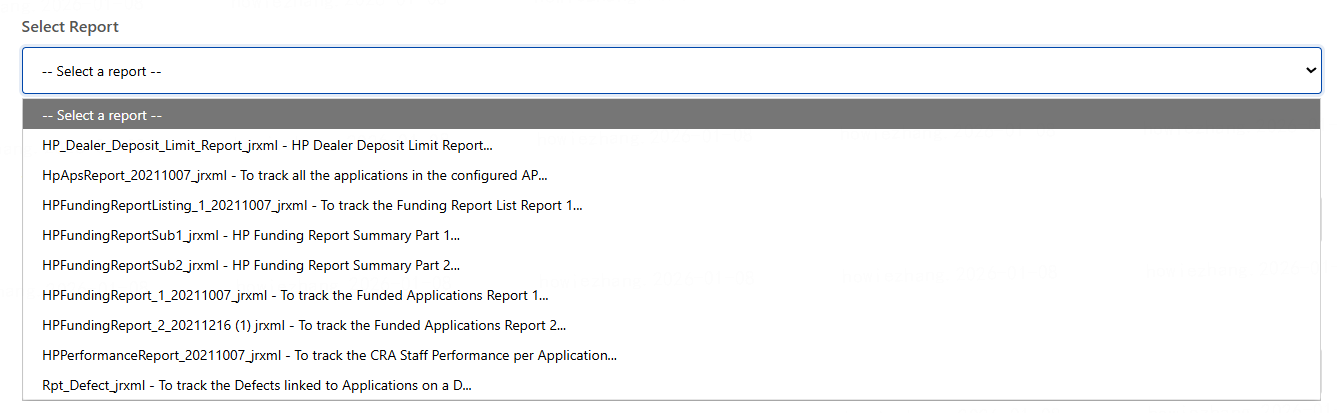 Select Report
-- Select a report --
-- Select a report --
HP_Dealer_Deposit_Limit_Report_jrxml - HP Dealer Deposit Limit Report...
HpApsReport_20211007_jrxml - To track all the applications in the configured AP...
HPFundingReportListing_1_20211007_jrxml - To track the Funding Report List Report 1...
HPFundingReportSub1_jrxml - HP Funding Report Summary Part 1...
HPFundingReportSub2_jrxml - HP Funding Report Summary Part 2...
HPFundingReport_1_20211007_jrxml - To track the Funded Applications Report 1...
HPFundingReport_2_20211216 (1) jrxml - To track the Funded Applications Report 2...
HPPerformanceReport_20211007_jrxml - To track the CRA Staff Performance per Application...
Rpt_Defect_jrxml - To track the Defects linked to Applications on a D...